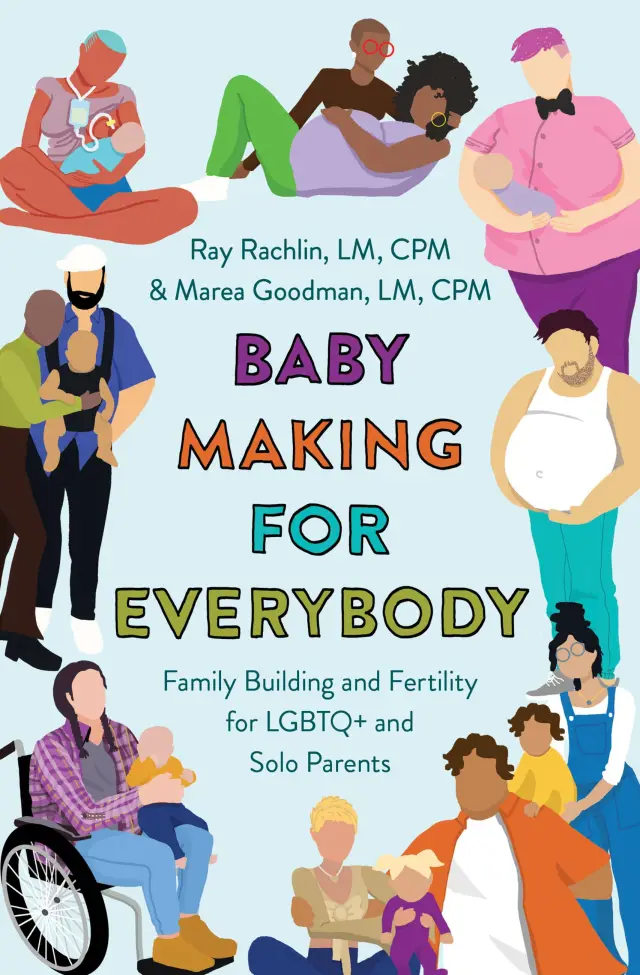 Ray Rachlin, LM, CPM
& Marea Goodman, LM, CPM
BABY
MAKING
FOR
EVERYBODY
Family Building and Fertility
for LGBTQ+ and
Solo Parents